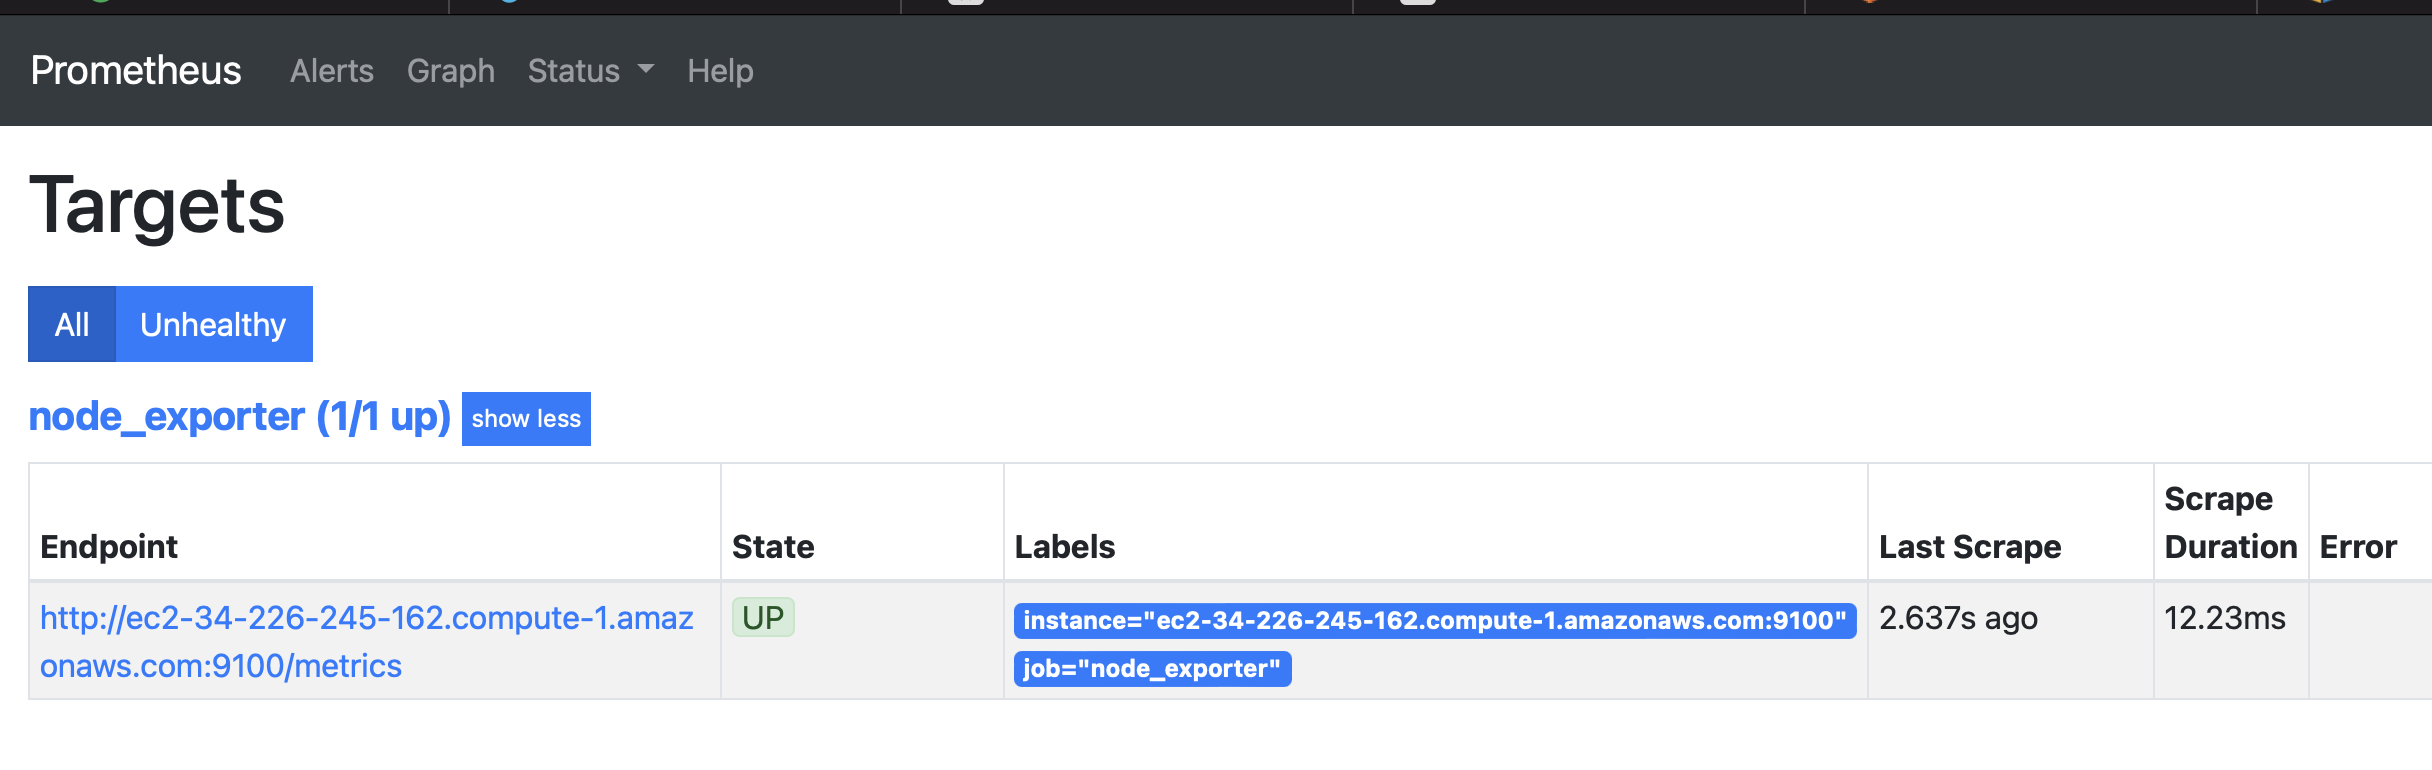 Prometheus Alerts Graph Status Help
Targets
All Unhealthy
node_exporter (1/1 up) show less
Endpoint State Labels Last Scrape Scrape Duration Error
http://ec2-34-226-245-162.compute-1.amaz
onaws.com:9100/metrics
UP
instance="ec2-34-226-245-162.compute-1.amazonaws.com:9100"
job="node_exporter"
2.637s ago
12.23ms